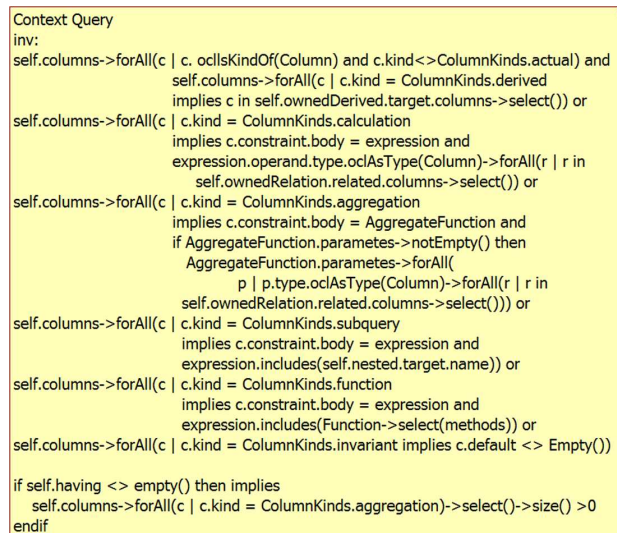 Context Query
inv:
self.columns->forAll(c | c. ocllsKindOf(Column) and c.kind<>ColumnKinds.actual) and
self.columns->forAll(c | c.kind = ColumnKinds.derived
implies c in self.ownedDerived.target.columns->select()) or
self.columns->forAll(c | c.kind = ColumnKinds.calculation
implies c.constraint.body = expression and
expression.operand.type.oclAsType(Column)->forAll(r | r in
self.ownedRelation.related.columns->select()) or
self.columns->forAll(c | c.kind = ColumnKinds.aggregation
implies c.constraint.body = AggregateFunction and
if AggregateFunction.parametes->notEmpty() then
AggregateFunction.parametes->forAll(
p | p.type.oclAsType(Column)->forAll(r | r in
self.ownedRelation.related.columns->select())) or
self.columns->forAll(c | c.kind = ColumnKinds.subquery
implies c.constraint.body = expression and
expression.includes(self.nested.target.name)) or
self.columns->forAll(c | c.kind = ColumnKinds.function
implies c.constraint.body = expression and
expression.includes(Function->select(methods)) or
self.columns->forAll(c | c.kind = ColumnKinds.invariant implies c.default <> Empty())
if self.having <> empty() then implies
self.columns->forAll(c | c.kind = ColumnKinds.aggregation)->select()->size() >0
endif